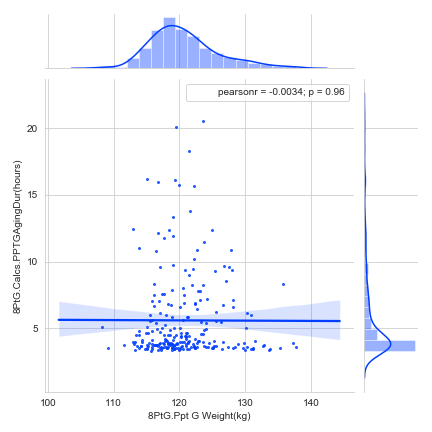 pearsonr = -0.0034; p = 0.96
20
15
10
5
8PtG.Calcs.PPTGAgingDur(hours)
100 110 120 130 140
8PtG.Ppt G Weight(kg)